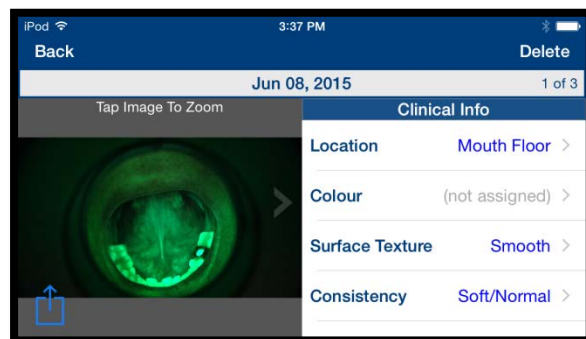 iPod 3:37 PM
Back Delete
Jun 08, 2015 1 of 3
Tap Image To Zoom
Clinical Info
Location Mouth Floor
Colour (not assigned)
Surface Texture Smooth
Consistency Soft/Normal